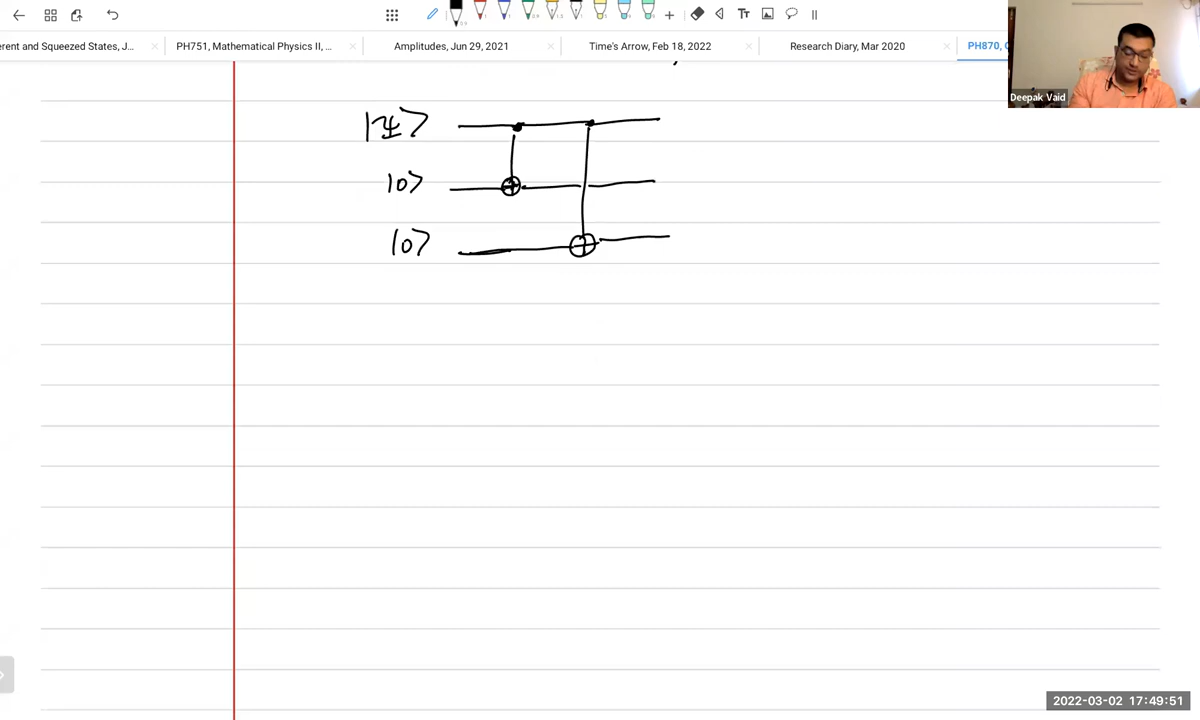 erent and Squeezed States, J...
PH751, Mathematical Physics II, ...
Amplitudes, Jun 29, 2021
Time's Arrow, Feb 18, 2022
Research Diary, Mar 2020
PH870, 
Deepak Vaid
|Ψ⟩
|0⟩
|0⟩
2022-03-02 17:49:51